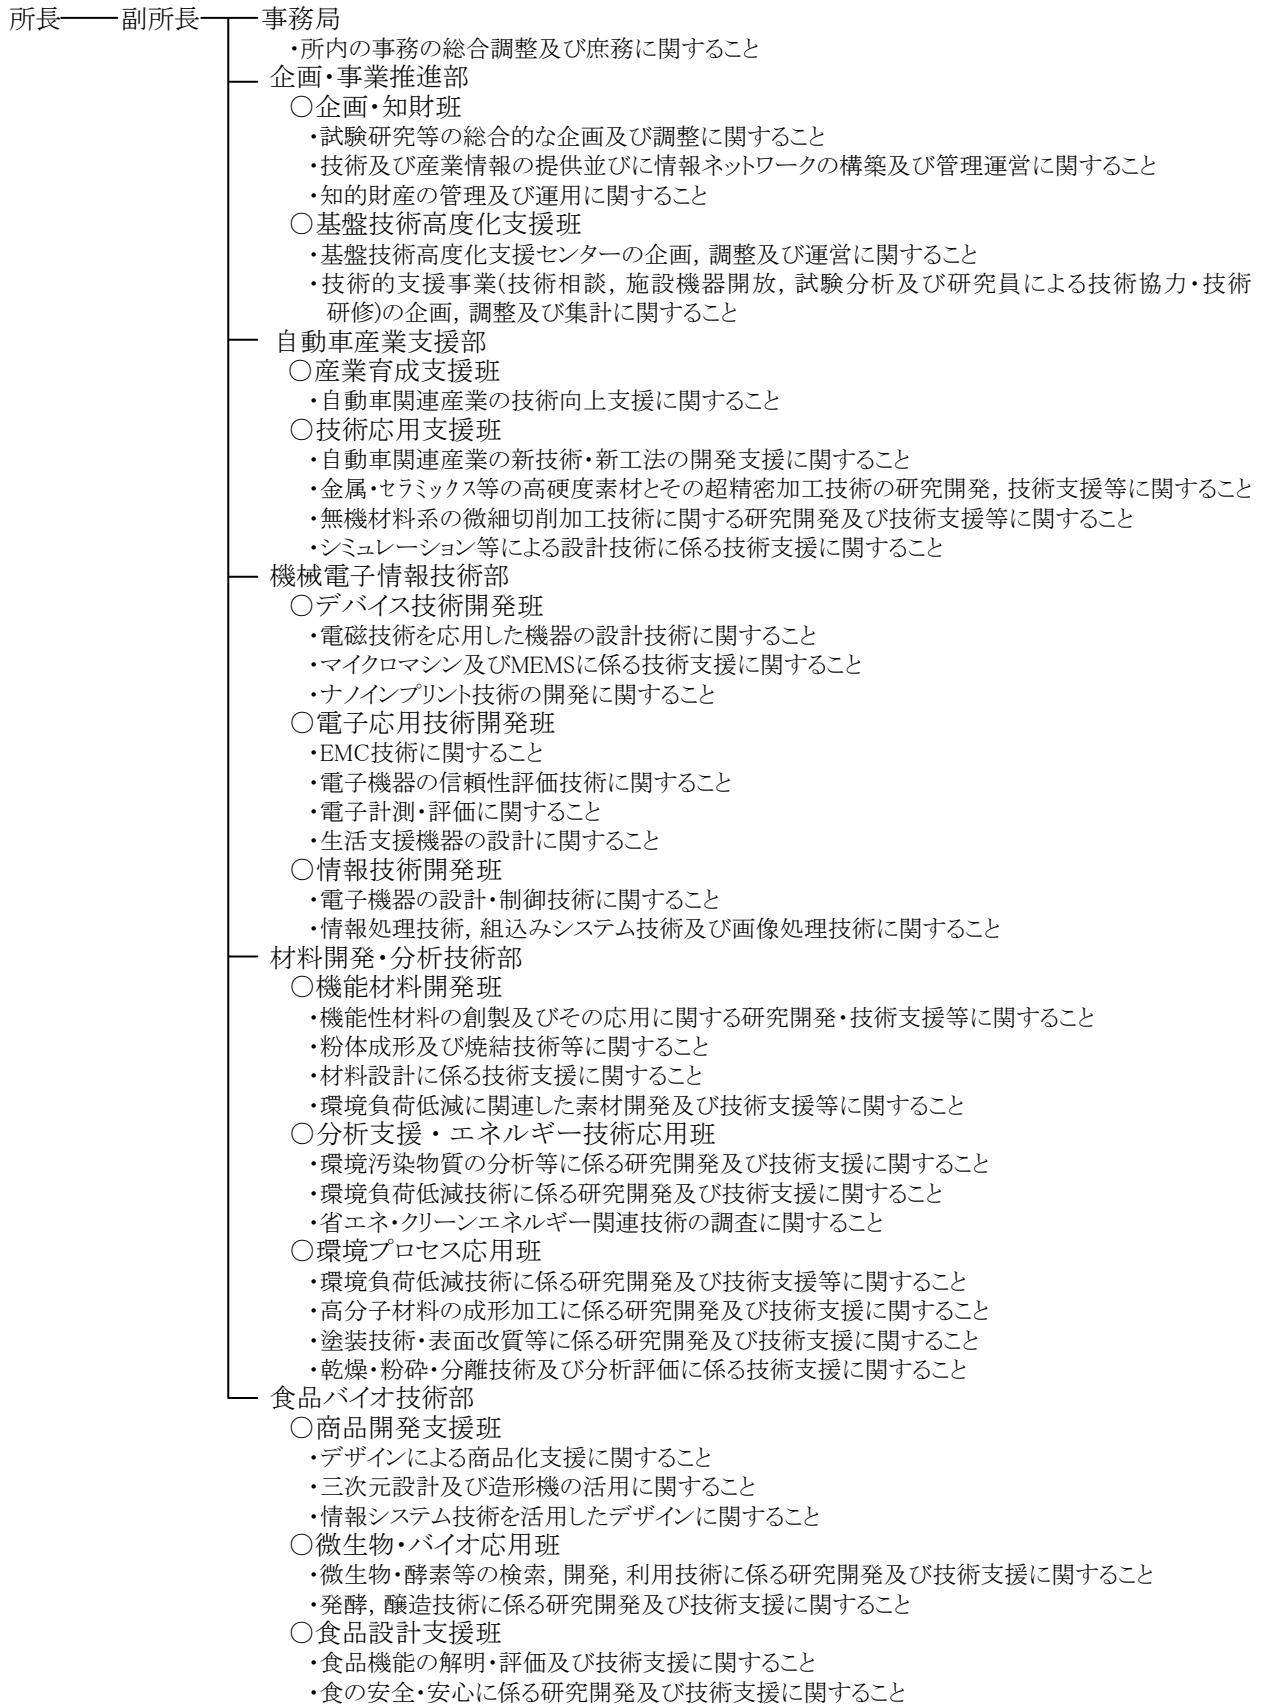 所長 副所長 事務局
・所内の事務の総合調整及び庶務に関すること
企画・事業推進部
○企画・知財班
・試験研究等の総合的な企画及び調整に関すること
・技術及び産業情報の提供並びに情報ネットワークの構築及び管理運営に関すること
・知的財産の管理及び運用に関すること
○基盤技術高度化支援班
・基盤技術高度化支援センターの企画, 調整及び運営に関すること
・技術的支援事業(技術相談, 施設機器開放, 試験分析及び研究員による技術協力・技術
研修)の企画, 調整及び集計に関すること
自動車産業支援部
○産業育成支援班
・自動車関連産業の技術向上支援に関すること
○技術応用支援班
・自動車関連産業の新技術・新工法の開発支援に関すること
・金属・セラミックス等の高硬度素材とその超精密加工技術の研究開発, 技術支援等に関すること
・無機材料系の微細切削加工技術に関する研究開発及び技術支援等に関すること
・シミュレーション等による設計技術に係る技術支援に関すること
機械電子情報技術部
○デバイス技術開発班
・電磁技術を応用した機器の設計技術に関すること
・マイクロマシン及びMEMSに係る技術支援に関すること
・ナノインプリント技術の開発に関すること
○電子応用技術開発班
・EMC技術に関すること
・電子機器の信頼性評価技術に関すること
・電子計測・評価に関すること
・生活支援機器の設計に関すること
○情報技術開発班
・電子機器の設計・制御技術に関すること
・情報処理技術, 組込みシステム技術及び画像処理技術に関すること
材料開発・分析技術部
○機能材料開発班
・機能性材料の創製及びその応用に関する研究開発・技術支援等に関すること
・粉体成形及び焼結技術等に関すること
・材料設計に係る技術支援に関すること
・環境負荷低減に関連した素材開発及び技術支援等に関すること
○分析支援・エネルギー技術応用班
・環境汚染物質の分析等に係る研究開発及び技術支援に関すること
・環境負荷低減技術に係る研究開発及び技術支援に関すること
・省エネ・クリーンエネルギー関連技術の調査に関すること
○環境プロセス応用班
・環境負荷低減技術に係る研究開発及び技術支援等に関すること
・高分子材料の成形加工に係る研究開発及び技術支援に関すること
・塗装技術・表面改質等に係る研究開発及び技術支援に関すること
・乾燥・粉砕・分離技術及び分析評価に係る技術支援に関すること
食品バイオ技術部
○商品開発支援班
・デザインによる商品化支援に関すること
・三次元設計及び造形機の活用に関すること
・情報システム技術を活用したデザインに関すること
○微生物・バイオ応用班
・微生物・酵素等の検索, 開発, 利用技術に係る研究開発及び技術支援に関すること
・発酵, 醸造技術に係る研究開発及び技術支援に関すること
○食品設計支援班
・食品機能の解明・評価及び技術支援に関すること
・食の安全・安心に係る研究開発及び技術支援に関すること